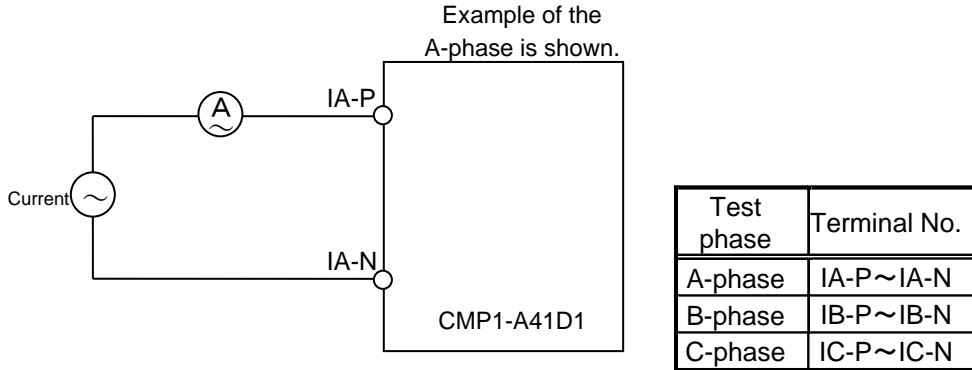 Example of the
A-phase is shown.
IA-P
A
Current
IA-N
CMP1-A41D1
Test phase
Terminal No.
A-phase
IA-P～IA-N
B-phase
IB-P～IB-N
C-phase
IC-P～IC-N